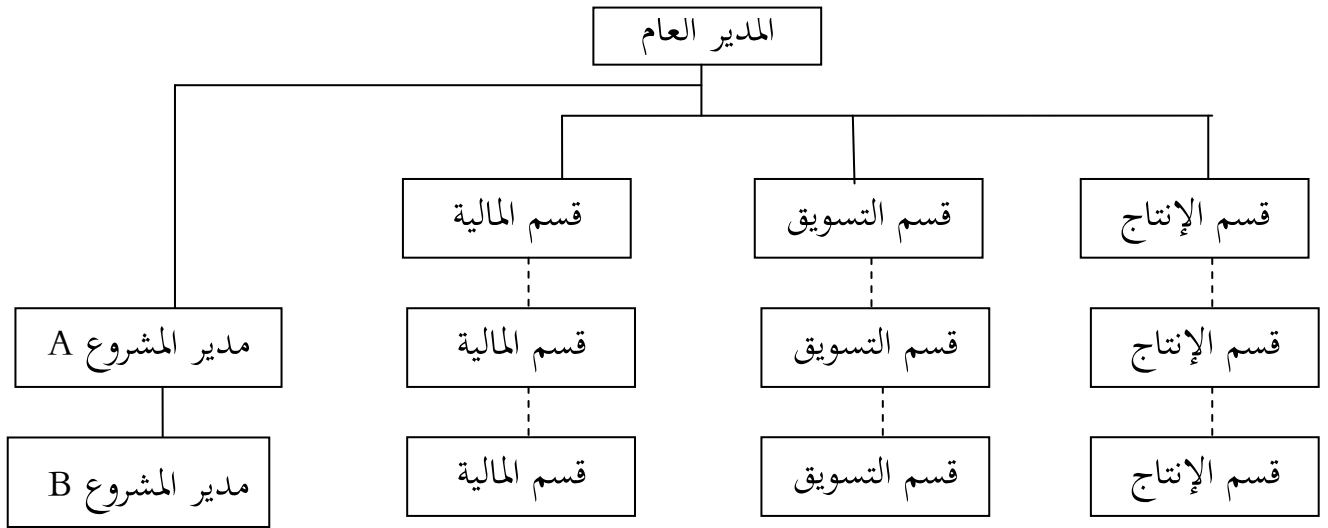 المدير العام
قسم الإنتاج
قسم التسويق
قسم المالية
قسم الإنتاج
قسم التسويق
قسم المالية
مدير المشروع A
قسم الإنتاج
قسم التسويق
قسم المالية
مدير المشروع B